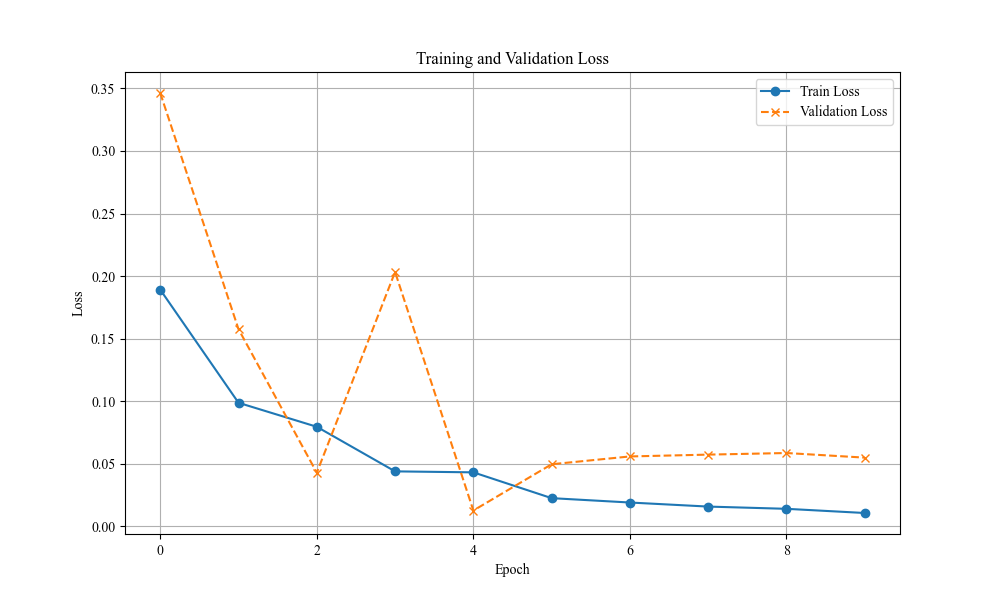 Training and Validation Loss
Train Loss
Validation Loss
0.35
0.30
0.25
0.20
0.15
0.10
0.05
0.00
Loss
0
2
4
6
8
Epoch